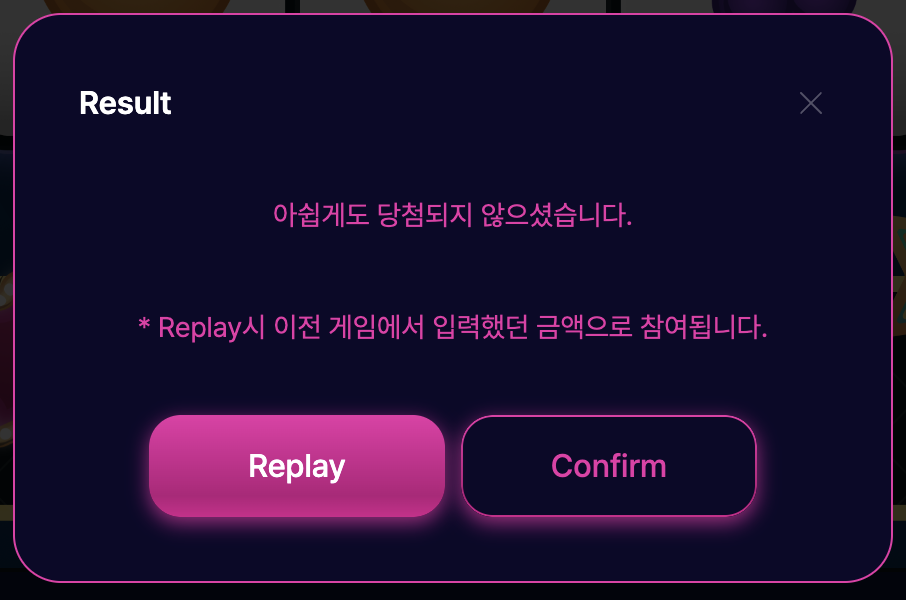 Result
아쉽게도 당첨되지 않으셨습니다.
* Replay시 이전 게임에서 입력했던 금액으로 참여됩니다.
Replay
Confirm